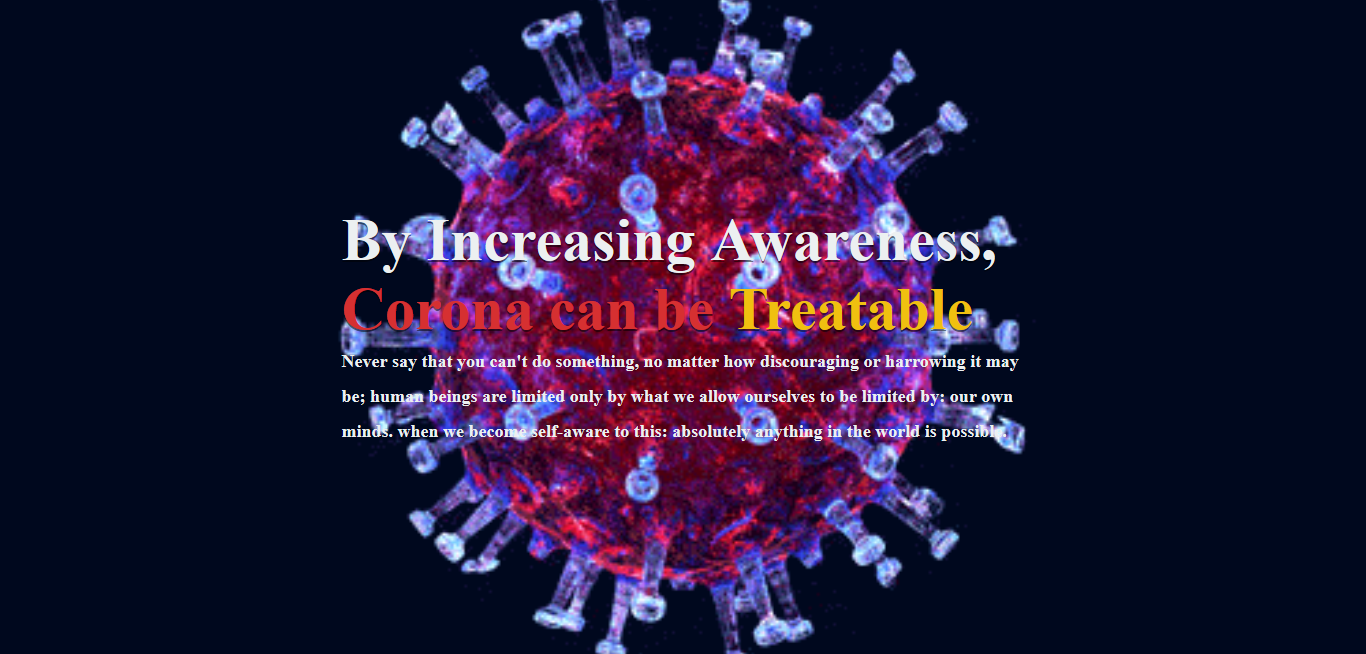 By Increasing Awareness,
Corona can be Treatable
Never say that you can't do something, no matter how discouraging or harrowing it may
be; human beings are limited only by what we allow ourselves to be limited by: our own
minds. when we become self-aware to this: absolutely anything in the world is possible.